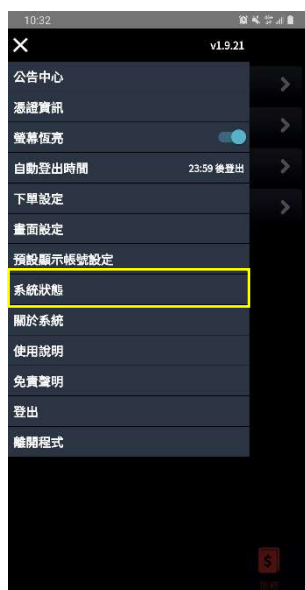 10:32
v1.9.21
公告中心
憑證資訊
螢幕恆亮
自動登出時間 23:59 後登出
下單設定
畫面設定
預設顯示帳號設定
系統狀態
關於系統
使用說明
免責聲明
登出
離開程式
$